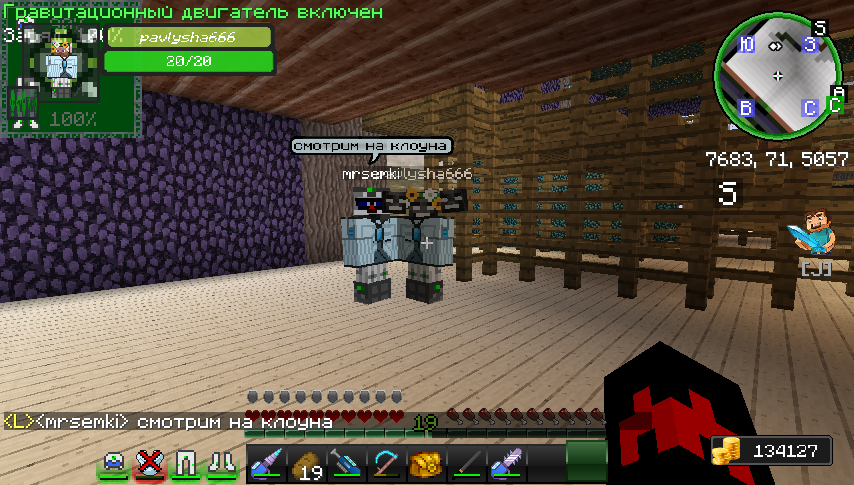 Гравитационный двигатель включен
pavlysha666
20/20
100%
S
Ю
З
В
С
A
C
7683, 71, 5057
S
[J]
смотрим на клоуна
mrsemki
lysha666
<L><mrsemki> смотрим на клоуна
19
19
134127